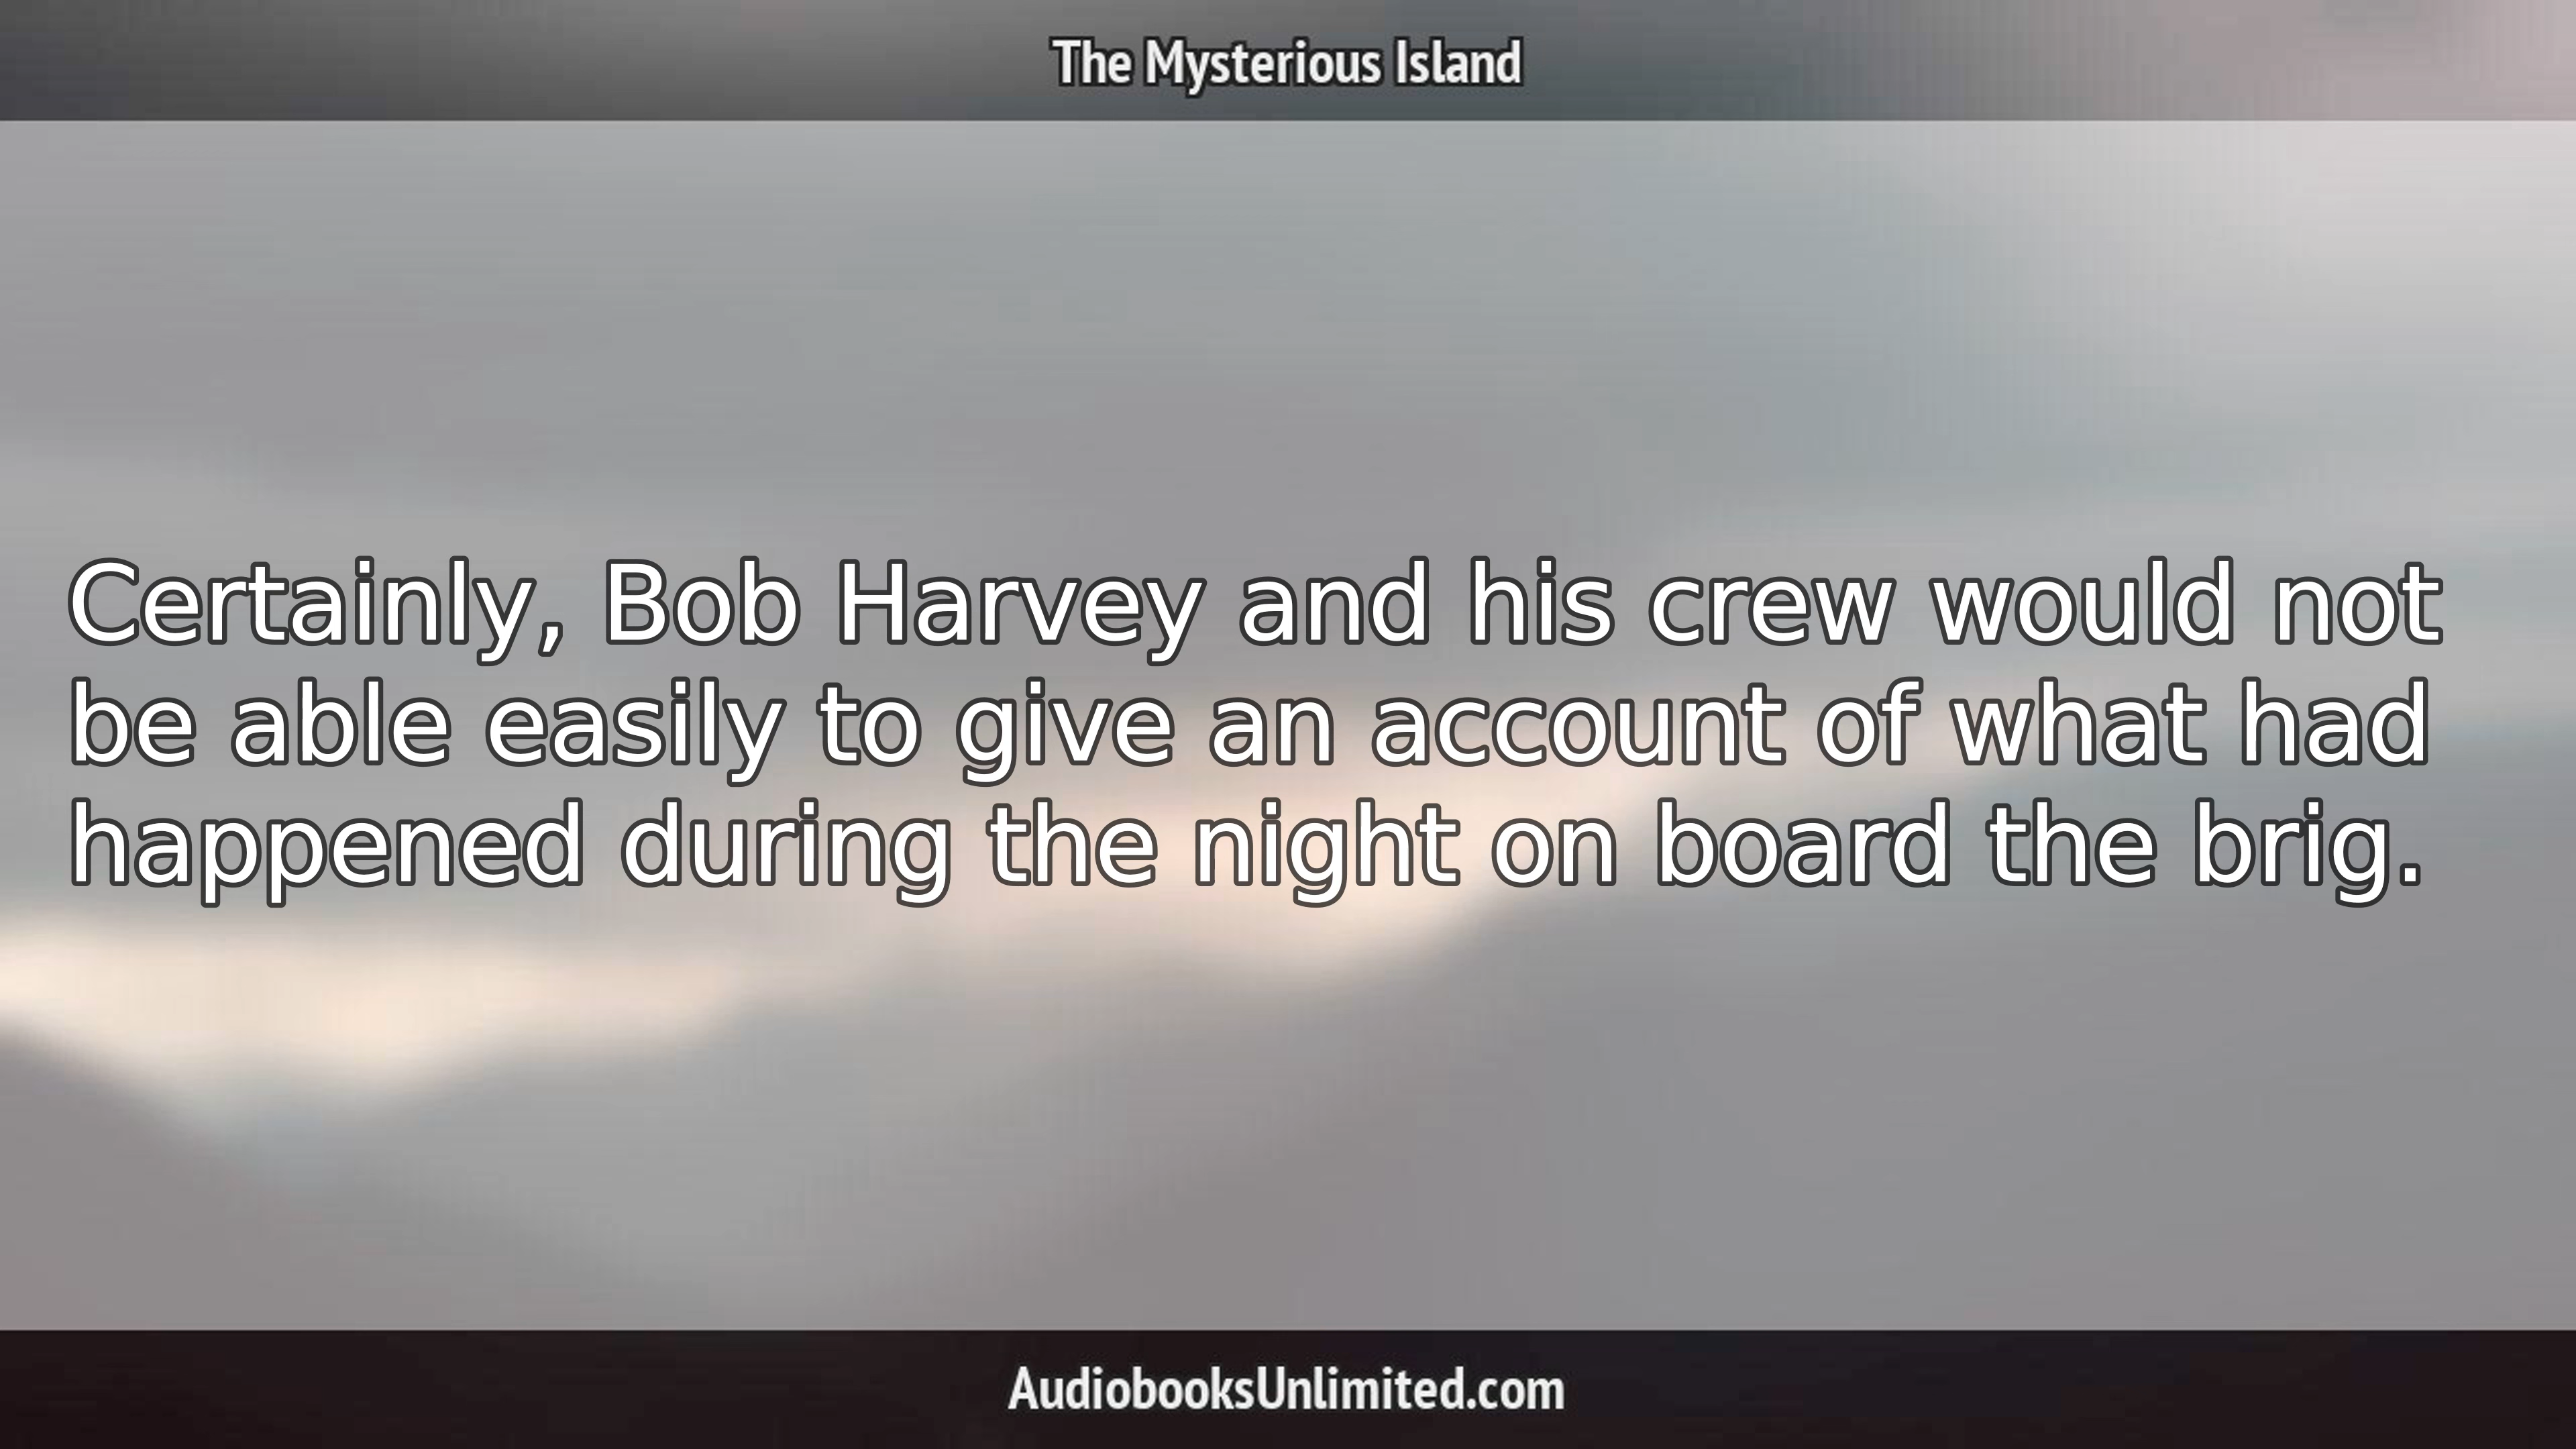 The Mysterious Island
Certainly, Bob Harvey and his crew would not
be able easily to give an account of what had
happened during the night on board the brig.
AudiobooksUnlimited.com